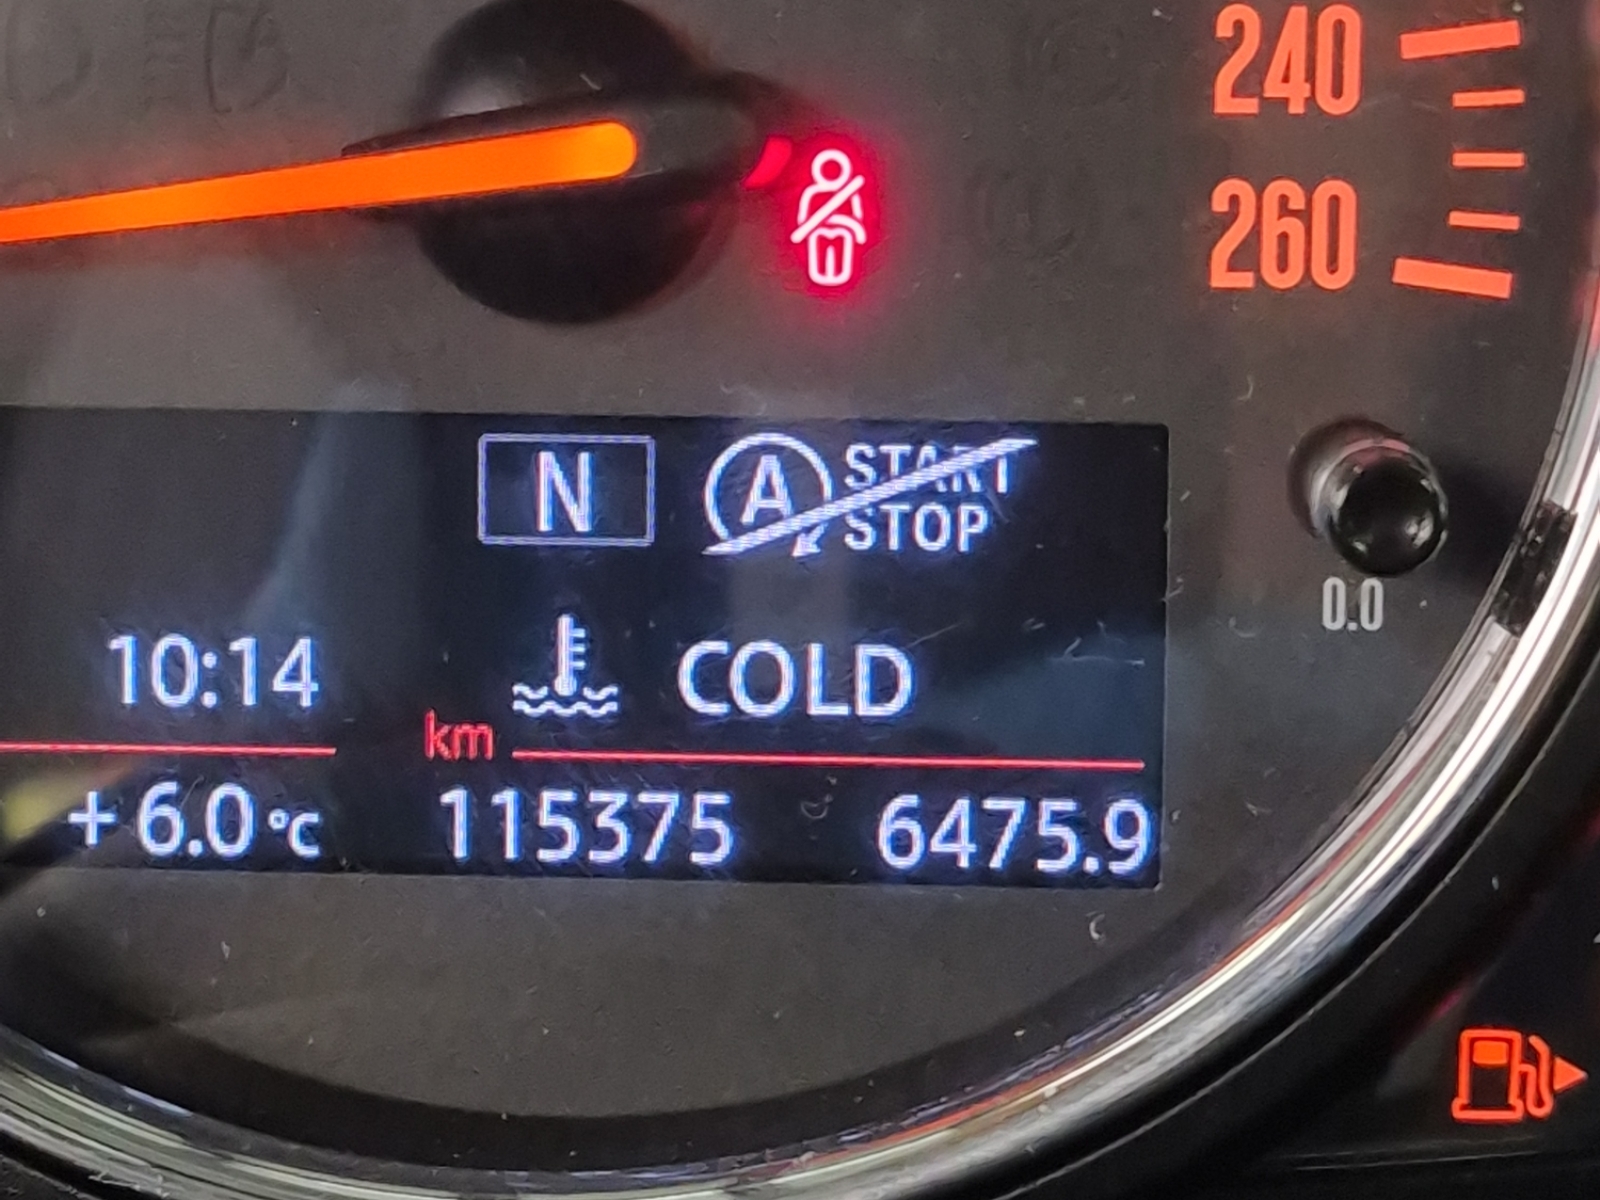 240
260
N
A START
STOP
0.0
10:14
COLD
km
+6.0°C
115375 6475.9